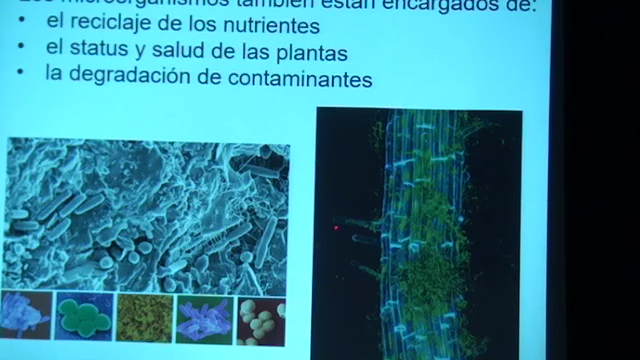 Los microorganismos también están encargados de:
• el reciclaje de los nutrientes
• el status y salud de las plantas
• la degradación de contaminantes